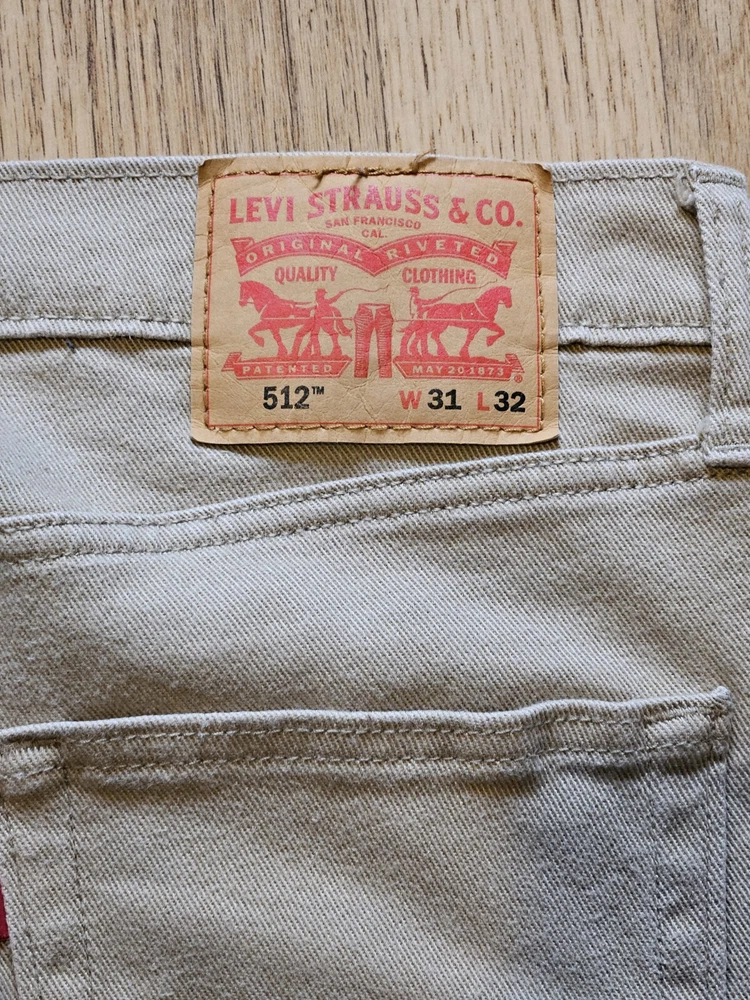 LEVI STRAUSS & CO.
SAN FRANCISCO
CAL.
ORIGINAL RIVETED
QUALITY CLOTHING
PATENTED MAY 20 1873 ®
512™ W 31 L 32